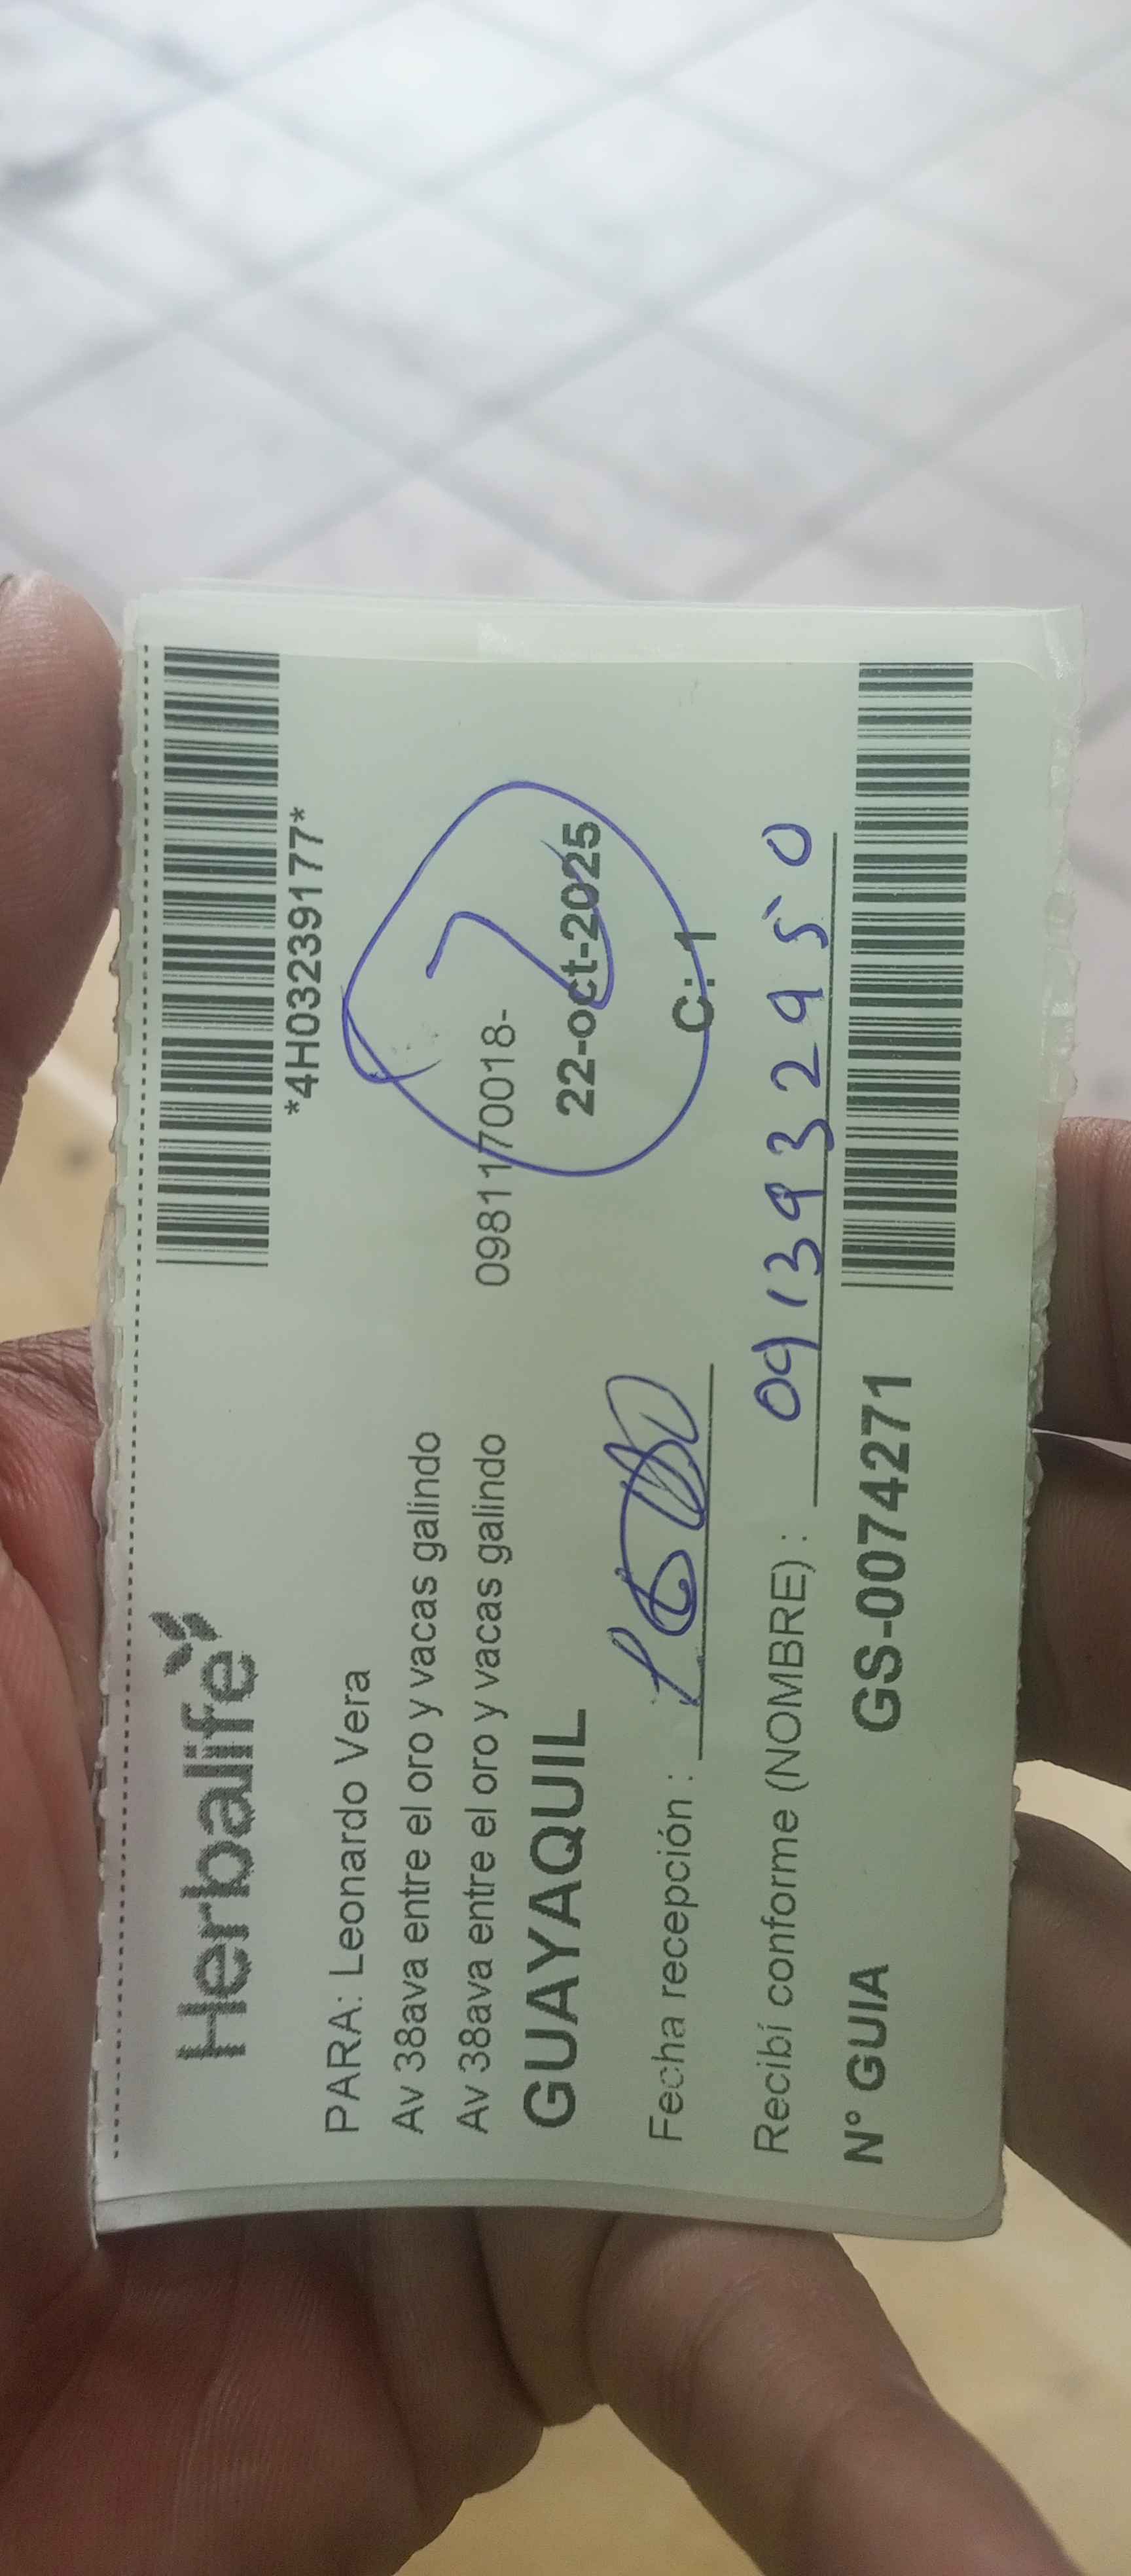 Herbalife
*4H03239177*
PARA: Leonardo Vera
Av 38ava entre el oro y vacas galindo
Av 38ava entre el oro y vacas galindo
0981170018-
GUAYAQUIL
22-oct-2025
Fecha recepción :
C: 1
Recibí conforme (NOMBRE) : 0913932950
N° GUIA GS-0074271